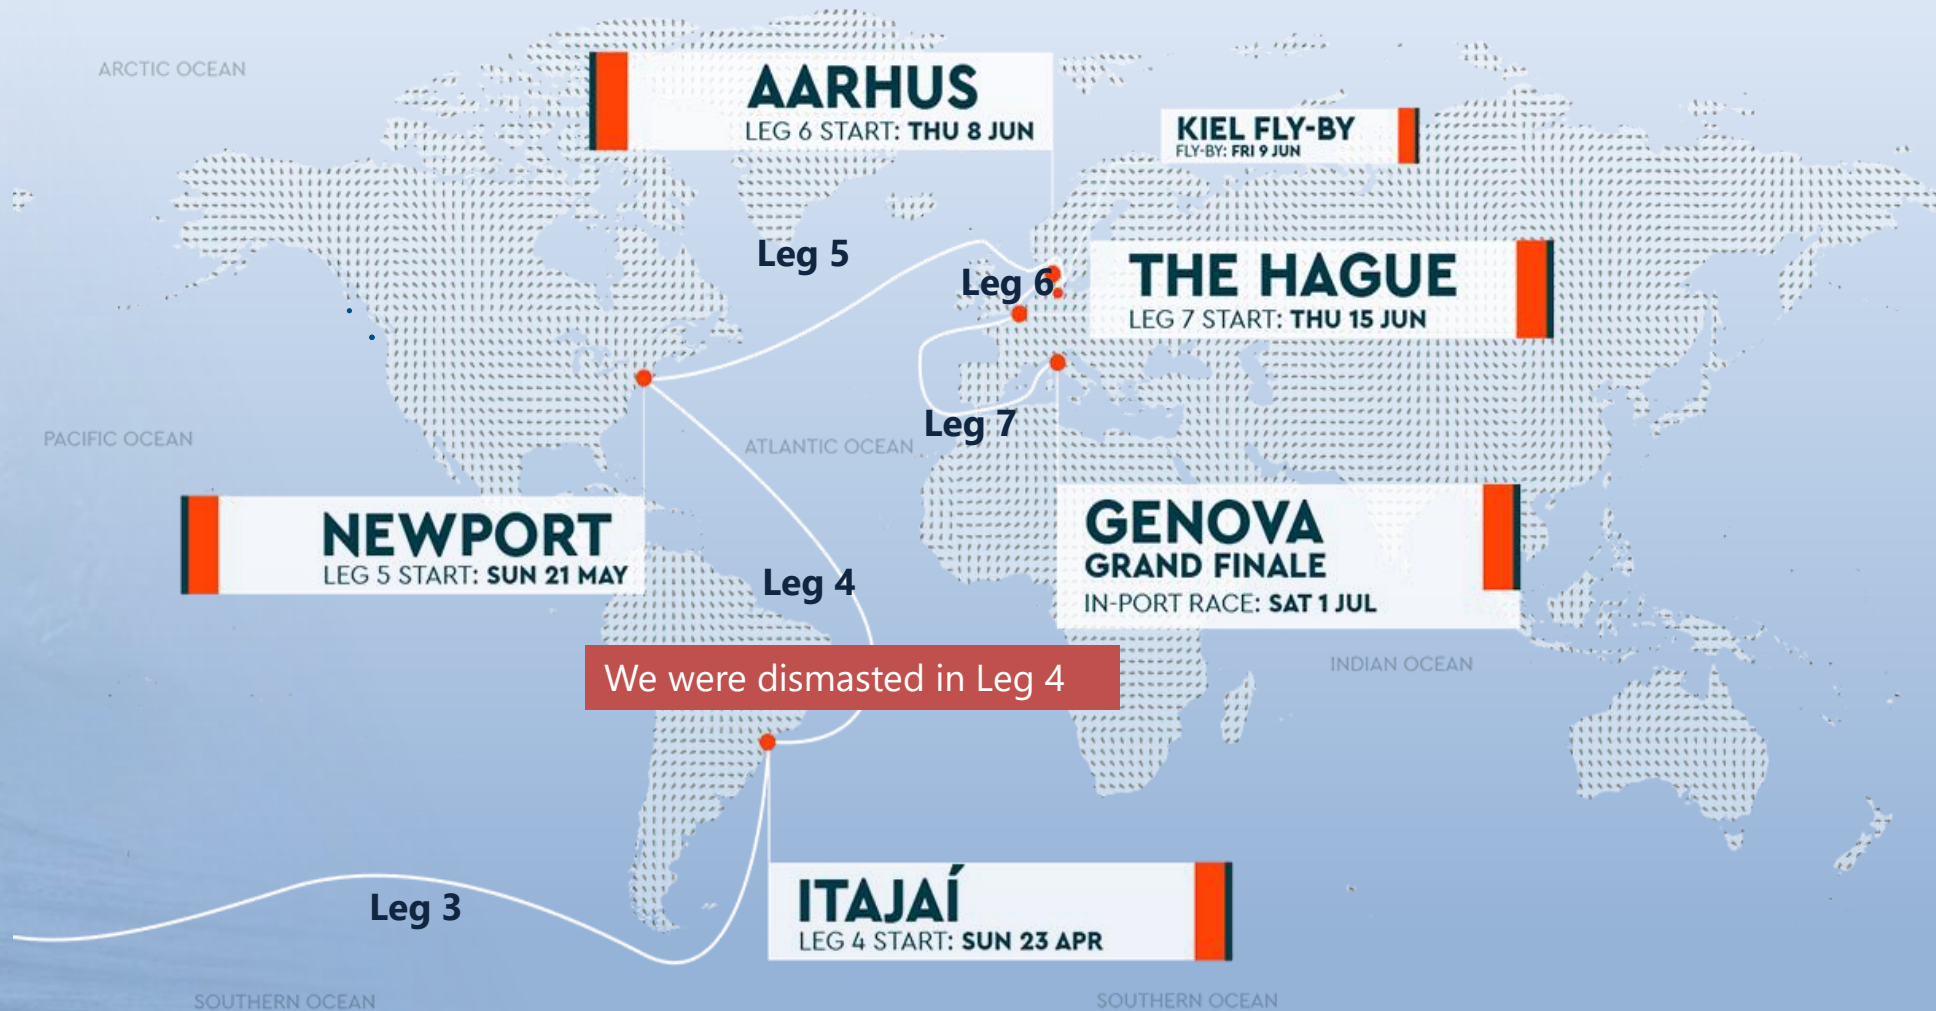 ARCTIC OCEAN
AARHUS
LEG 6 START: THU 8 JUN
KIEL FLY-BY
FLY-BY: FRI 9 JUN
Leg 5
Leg 6
THE HAGUE
LEG 7 START: THU 15 JUN
Leg 7
PACIFIC OCEAN
ATLANTIC OCEAN
NEWPORT
LEG 5 START: SUN 21 MAY
GENOVA
GRAND FINALE
IN-PORT RACE: SAT 1 JUL
Leg 4
We were dismasted in Leg 4
INDIAN OCEAN
Leg 3
ITAJAÍ
LEG 4 START: SUN 23 APR
SOUTHERN OCEAN
SOUTHERN OCEAN